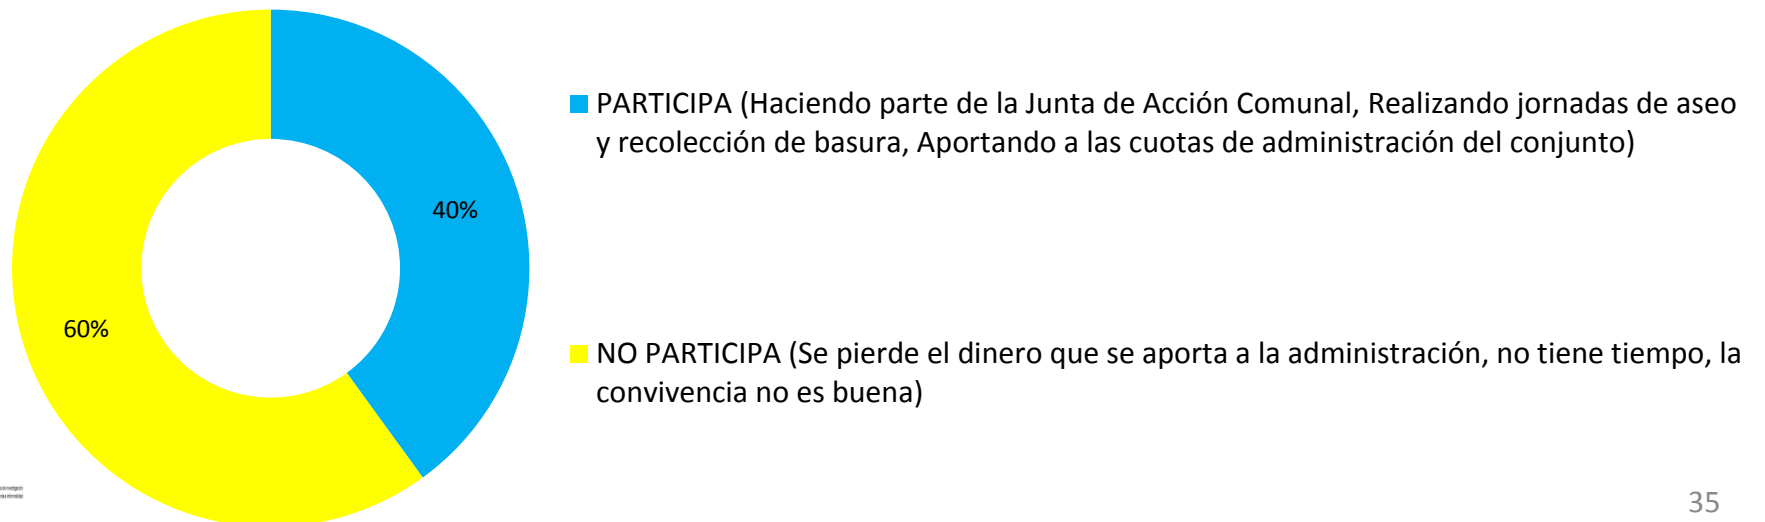 40%
60%
PARTICIPA (Haciendo parte de la Junta de Acción Comunal, Realizando jornadas de aseo
y recolección de basura, Aportando a las cuotas de administración del conjunto)
NO PARTICIPA (Se pierde el dinero que se aporta a la administración, no tiene tiempo, la
convivencia no es buena)
35